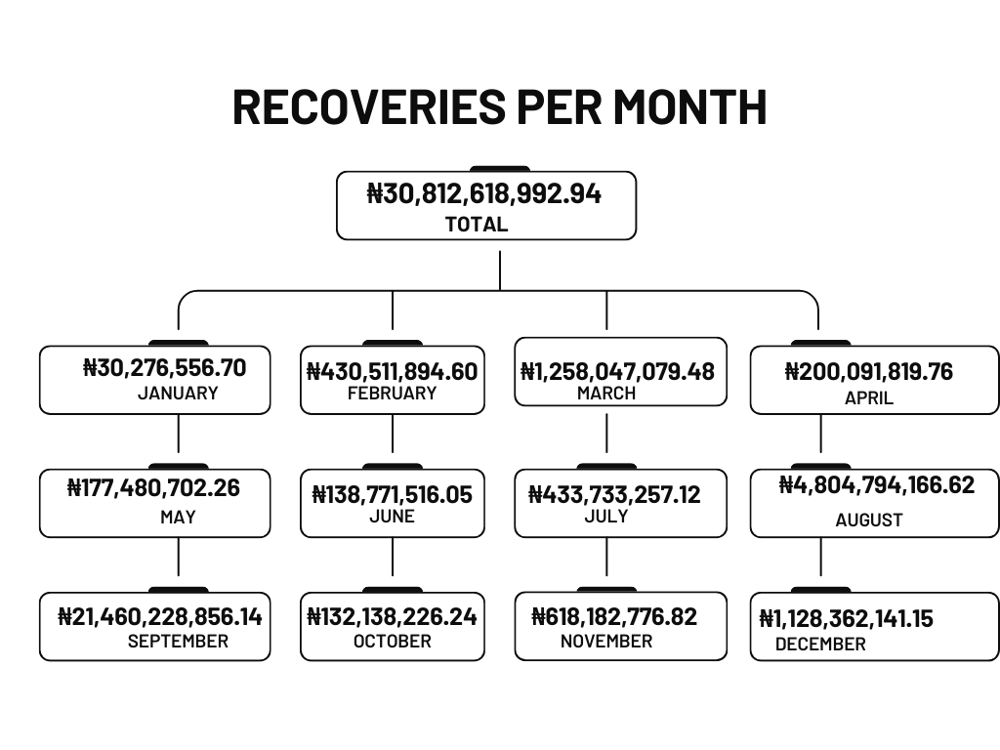 RECOVERIES PER MONTH
₦30,812,618,992.94
TOTAL
₦30,276,556.70
JANUARY
₦430,511,894.60
FEBRUARY
₦1,258,047,079.48
MARCH
₦200,091,819.76
APRIL
₦177,480,702.26
MAY
₦138,771,516.05
JUNE
₦433,733,257.12
JULY
₦4,804,794,166.62
AUGUST
₦21,460,228,856.14
SEPTEMBER
₦132,138,226.24
OCTOBER
₦618,182,776.82
NOVEMBER
₦1,128,362,141.15
DECEMBER